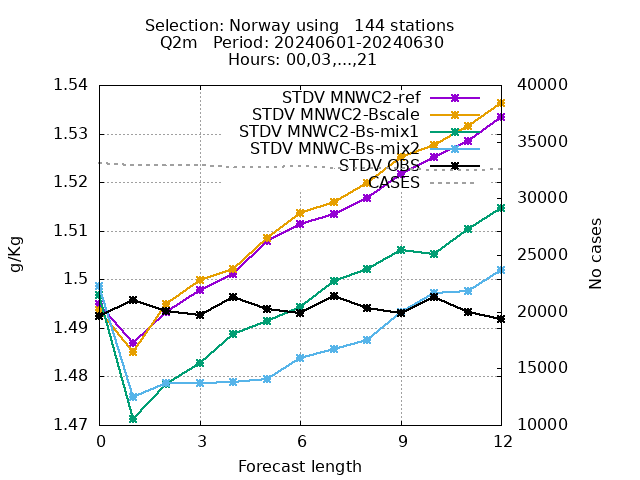 Selection: Norway using   144 stations
Q2m   Period: 20240601-20240630
Hours: 00,03,...,21
1.54
1.53
1.52
1.51
1.5
1.49
1.48
1.47
g/Kg
STDV MNWC2-ref
STDV MNWC2-Bscale
STDV MNWC2-Bs-mix1
STDV MNWC-Bs-mix2
STDV OBS
CASES
40000
35000
30000
25000
20000
15000
10000
No cases
0 3 6 9 12
Forecast length